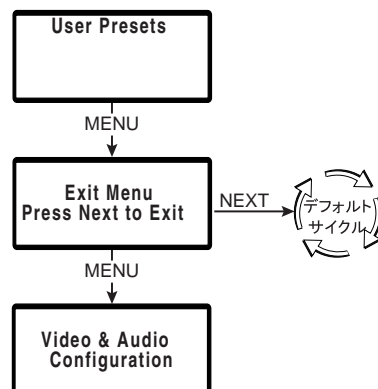 User Presets
MENU
Exit Menu
Press Next to Exit
NEXT
デフォルト
サイクル
MENU
Video & Audio
Configuration